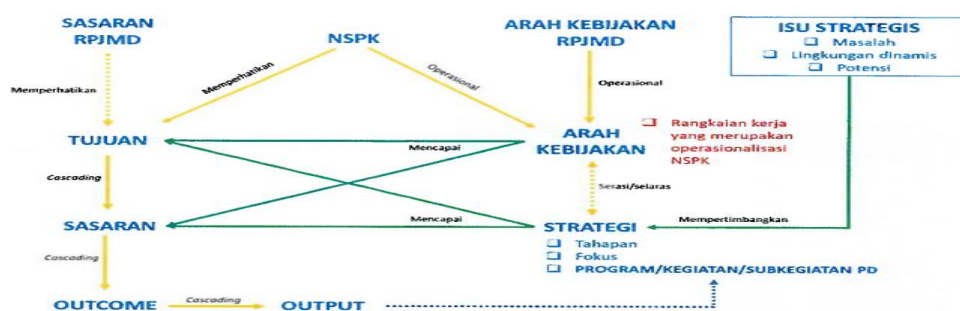 SASARAN
RPJMD
NSPK
ARAH KEBIJAKAN
RPJMD
ISU STRATEGIS
Masalah
Lingkungan dinamis
Potensi
Memperhatikan
Memperhatikan
Operasional
Operasional
TUJUAN
Mencapai
ARAH
KEBIJAKAN
Rangkaian kerja
yang merupakan
operasionalisasi
NSPK
Cascading
Serasi/selaras
SASARAN
Mencapai
STRATEGI
Mempertimbangkan
Tahapan
Fokus
PROGRAM/KEGIATAN/SUBKEGIATAN PD
Cascading
OUTCOME
Cascading
OUTPUT